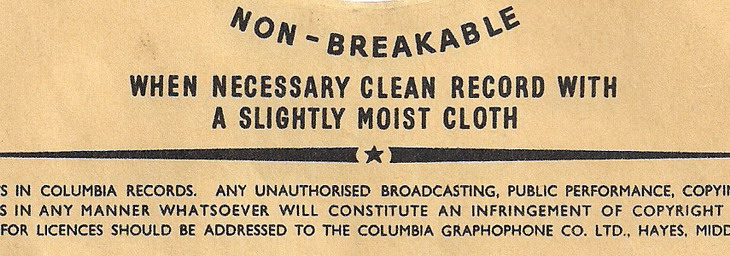 NON-BREAKABLE
WHEN NECESSARY CLEAN RECORD WITH
A SLIGHTLY MOIST CLOTH
IN COLUMBIA RECORDS. ANY UNAUTHORISED BROADCASTING, PUBLIC PERFORMANCE,
IN ANY MANNER WHATSOEVER WILL CONSTITUTE AN INFRINGEMENT OF COPYRIGHT
FOR LICENCES SHOULD BE ADDRESSED TO THE COLUMBIA GRAPHOPHONE CO. LTD., HAYES,